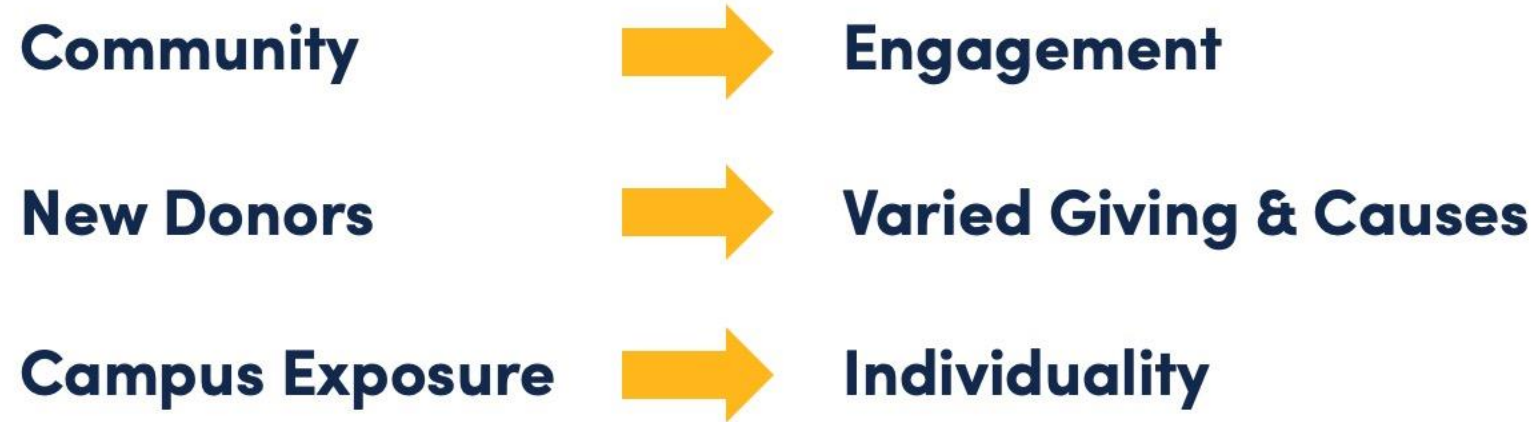 Community Engagement
New Donors Varied Giving & Causes
Campus Exposure Individuality